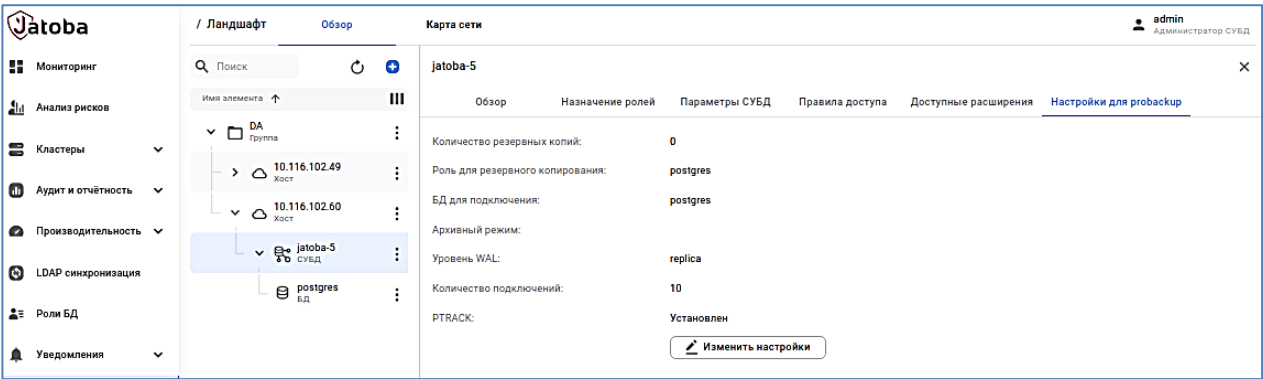 Jatoba
/ Ландшафт Обзор Карта сети
admin
Администратор СУБД
Мониторинг
Анализ рисков
Кластеры
Аудит и отчётность
Производительность
LDAP синхронизация
Роли БД
Уведомления
Поиск
Имя элемента
DA
Группа
10.116.102.49
Хост
10.116.102.60
Хост
jatoba-5
СУБД
postgres
БД
jatoba-5
Обзор Назначение ролей Параметры СУБД Правила доступа Доступные расширения Настройки для probackup
Количество резервных копий: 0
Роль для резервного копирования: postgres
БД для подключения: postgres
Архивный режим:
Уровень WAL: replica
Количество подключений: 10
PTRACK: Установлен
Изменить настройки